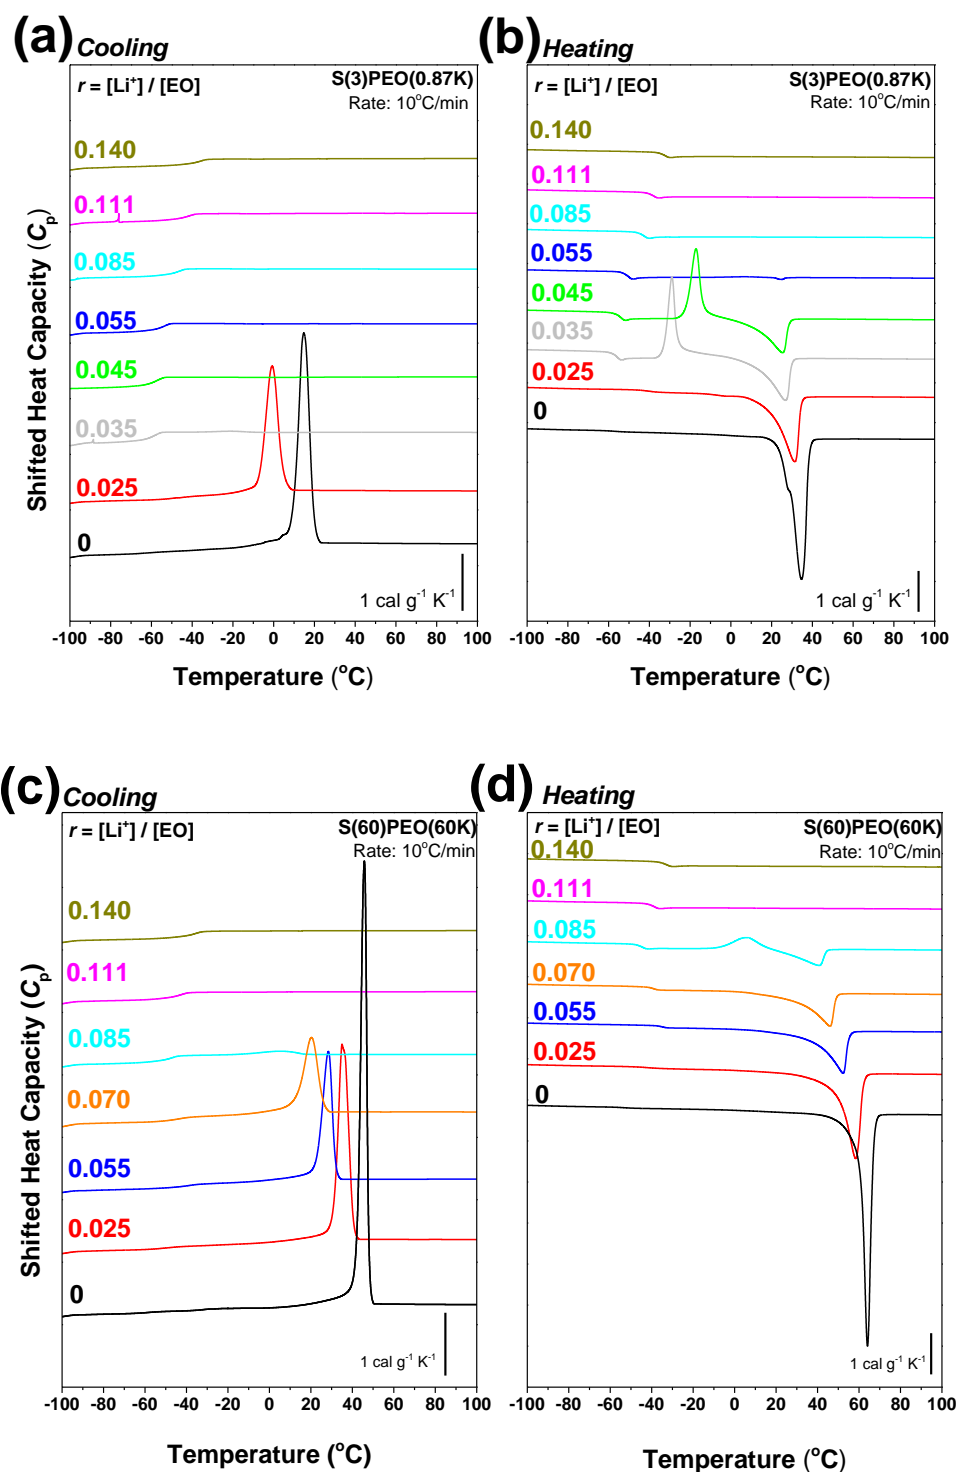 (a) Cooling
r = [Li⁺] / [EO]
S(3)PEO(0.87K)
Rate: 10°C/min
0.140
0.111
0.085
0.055
0.045
0.035
0.025
0
1 cal g⁻¹ K⁻¹
Shifted Heat Capacity (Cₚ)
-100 -80 -60 -40 -20 0 20 40 60 80 100
Temperature (°C)
(b) Heating
r = [Li⁺] / [EO]
S(3)PEO(0.87K)
Rate: 10°C/min
0.140
0.111
0.085
0.055
0.045
0.035
0.025
0
1 cal g⁻¹ K⁻¹
-100 -80 -60 -40 -20 0 20 40 60 80 100
Temperature (°C)
(c) Cooling
r = [Li⁺] / [EO]
S(60)PEO(60K)
Rate: 10°C/min
0.140
0.111
0.085
0.070
0.055
0.025
0
1 cal g⁻¹ K⁻¹
Shifted Heat Capacity (Cₚ)
-100 -80 -60 -40 -20 0 20 40 60 80 100
Temperature (°C)
(d) Heating
r = [Li⁺] / [EO]
S(60)PEO(60K)
Rate: 10°C/min
0.140
0.111
0.085
0.070
0.055
0.025
0
1 cal g⁻¹ K⁻¹
-100 -80 -60 -40 -20 0 20 40 60 80 100
Temperature (°C)